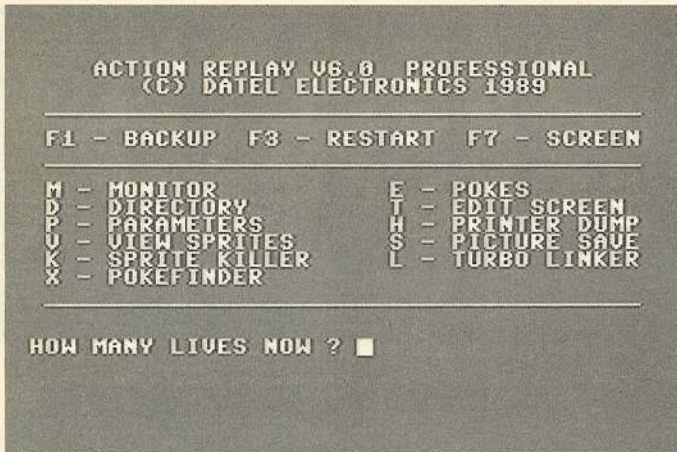 ACTION REPLAY V6.0 PROFESSIONAL
(C) DATEL ELECTRONICS 1989
F1 - BACKUP F3 - RESTART F7 - SCREEN
M - MONITOR E - POKES
D - DIRECTORY T - EDIT SCREEN
P - PARAMETERS H - PRINTER DUMP
V - VIEW SPRITES S - PICTURE SAVE
K - SPRITE KILLER L - TURBO LINKER
X - POKEFINDER
HOW MANY LIVES NOW ?